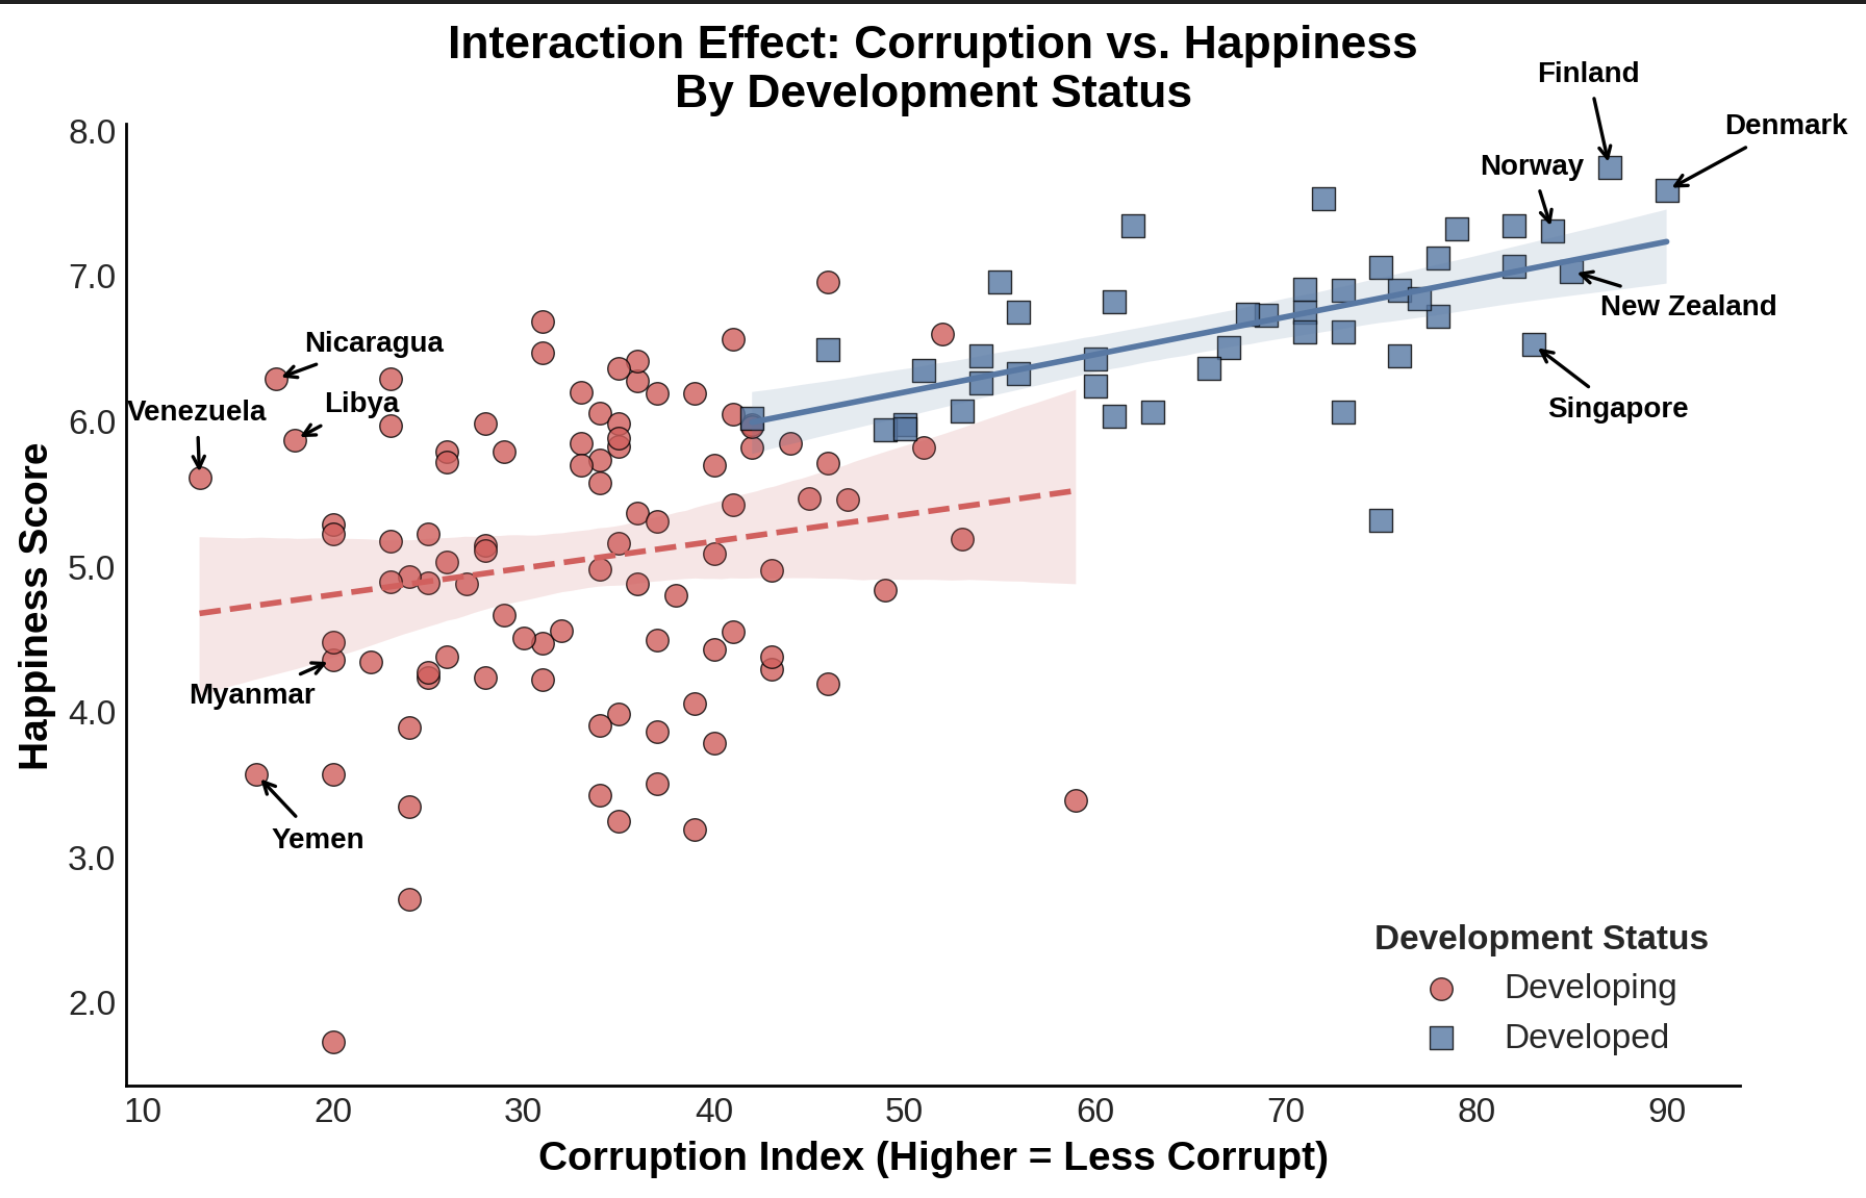 Interaction Effect: Corruption vs. Happiness
By Development Status
Finland
Denmark
Norway
New Zealand
Singapore
Nicaragua
Libya
Venezuela
Myanmar
Yemen
Happiness Score
8.0
7.0
6.0
5.0
4.0
3.0
2.0
Development Status
Developing
Developed
10 20 30 40 50 60 70 80 90
Corruption Index (Higher = Less Corrupt)